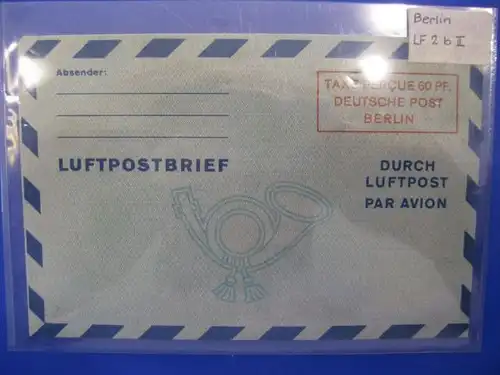 Berlin
LF 2 b II
Absender:
TAXE PERÇUE 60 PF.
DEUTSCHE POST
BERLIN
LUFTPOSTBRIEF
DURCH
LUFTPOST
PAR AVION